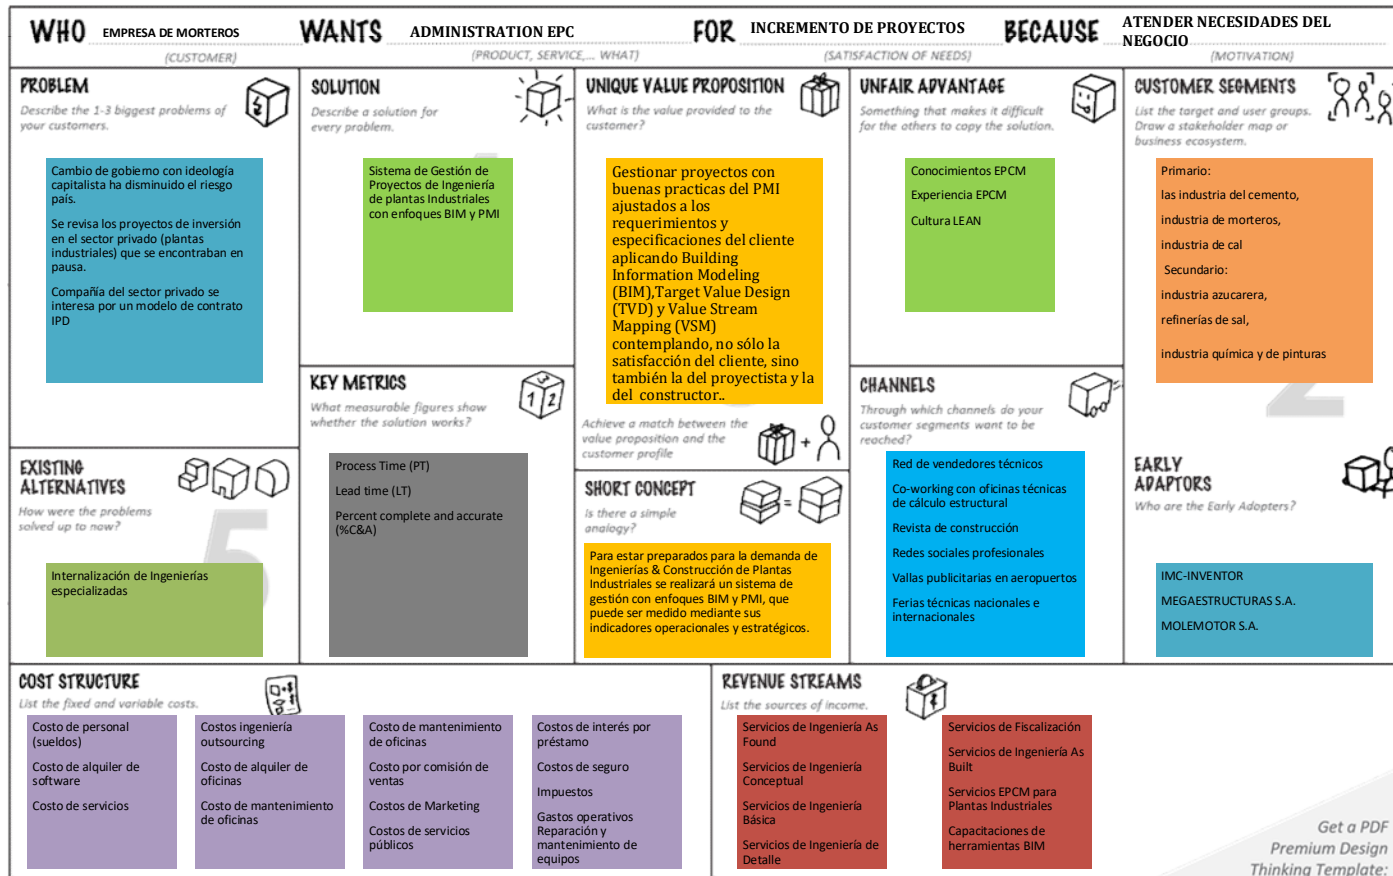 WHO EMPRESA DE MORTEROS WANTS ADMINISTRATION EPC FOR INCREMENTO DE PROYECTOS BECAUSE ATENDER NECESIDADES DEL
NEGOCIO
(CUSTOMER) (PRODUCT, SERVICE,... WHAT) (SATISFACTION OF NEEDS) (MOTIVATION)
PROBLEM
Describe the 1-3 biggest problems of
your customers.
Cambio de gobierno con ideología
capitalista ha disminuido el riesgo
país.
Se revisa los proyectos de inversión
en el sector privado (plantas
industriales) que se encontraban en
pausa.
Compañía del sector privado se
interesa por un modelo de contrato
IPD
EXISTING
ALTERNATIVES
How were the problems
solved up to now?
5
Internalización de Ingenierías
especializadas
SOLUTION
Describe a solution for
every problem.
Sistema de Gestión de
Proyectos de Ingeniería
de plantas Industriales
con enfoques BIM y PMI
KEY METRICS
What measurable figures show
whether the solution works?
3
1 2
Process Time (PT)
Lead time (LT)
Percent complete and accurate
(%C&A)
UNIQUE VALUE PROPOSITION
What is the value provided to the
customer?
Gestionar proyectos con
buenas practicas del PMI
ajustados a los
requerimientos y
especificaciones del cliente
aplicando Building
Information Modeling
(BIM),Target Value Design
(TVD) y Value Stream
Mapping (VSM)
contemplando, no sólo la
satisfacción del cliente, sino
también la del proyectista y la
del constructor..
Achieve a match between the
value proposition and the
customer profile
+
SHORT CONCEPT
Is there a simple
analogy?
=
Para estar preparados para la demanda de
Ingenierías & Construcción de Plantas
Industriales se realizará un sistema de
gestión con enfoques BIM y PMI, que
puede ser medido mediante sus
indicadores operacionales y estratégicos.
UNFAIR ADVANTAGE
Something that makes it difficult
for the others to copy the solution.
Conocimientos EPCM
Experiencia EPCM
Cultura LEAN
CHANNELS
Through which channels do your
customer segments want to be
reached?
Red de vendedores técnicos
Co-working con oficinas técnicas
de cálculo estructural
Revista de construcción
Redes sociales profesionales
Vallas publicitarias en aeropuertos
Ferias técnicas nacionales e
internacionales
CUSTOMER SEGMENTS
List the target and user groups.
Draw a stakeholder map or
business ecosystem.
Primario:
las industria del cemento,
industria de morteros,
industria de cal
Secundario:
industria azucarera,
refinerías de sal,
industria química y de pinturas
2
EARLY
ADAPTORS
Who are the Early Adopters?
IMC-INVENTOR
MEGAESTRUCTURAS S.A.
MOLEMOTOR S.A.
COST STRUCTURE
List the fixed and variable costs.
Costo de personal
(sueldos)
Costo de alquiler de
software
Costo de servicios
Costos ingeniería
outsourcing
Costo de alquiler de
oficinas
Costo de mantenimiento
de oficinas
Costo de mantenimiento
de oficinas
Costo por comisión de
ventas
Costos de Marketing
Costos de servicios
públicos
Costos de interés por
préstamo
Costos de seguro
Impuestos
Gastos operativos
Reparación y
mantenimiento de
equipos
REVENUE STREAMS
List the sources of income.
Servicios de Ingeniería As
Found
Servicios de Ingeniería
Conceptual
Servicios de Ingeniería
Básica
Servicios de Ingeniería de
Detalle
Servicios de Fiscalización
Servicios de Ingeniería As
Built
Servicios EPCM para
Plantas Industriales
Capacitaciones de
herramientas BIM
Get a PDF
Premium Design
Thinking Template: